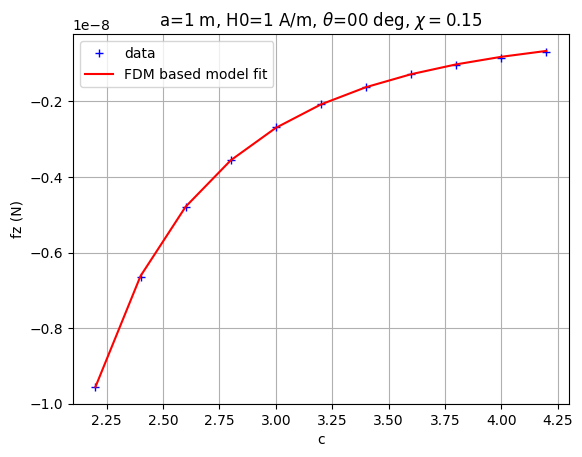 a=1 m, H0=1 A/m, θ=00 deg, χ = 0.15
1e−8
data
FDM based model fit
−0.2
−0.4
−0.6
−0.8
−1.0
fz (N)
2.25 2.50 2.75 3.00 3.25 3.50 3.75 4.00 4.25
c